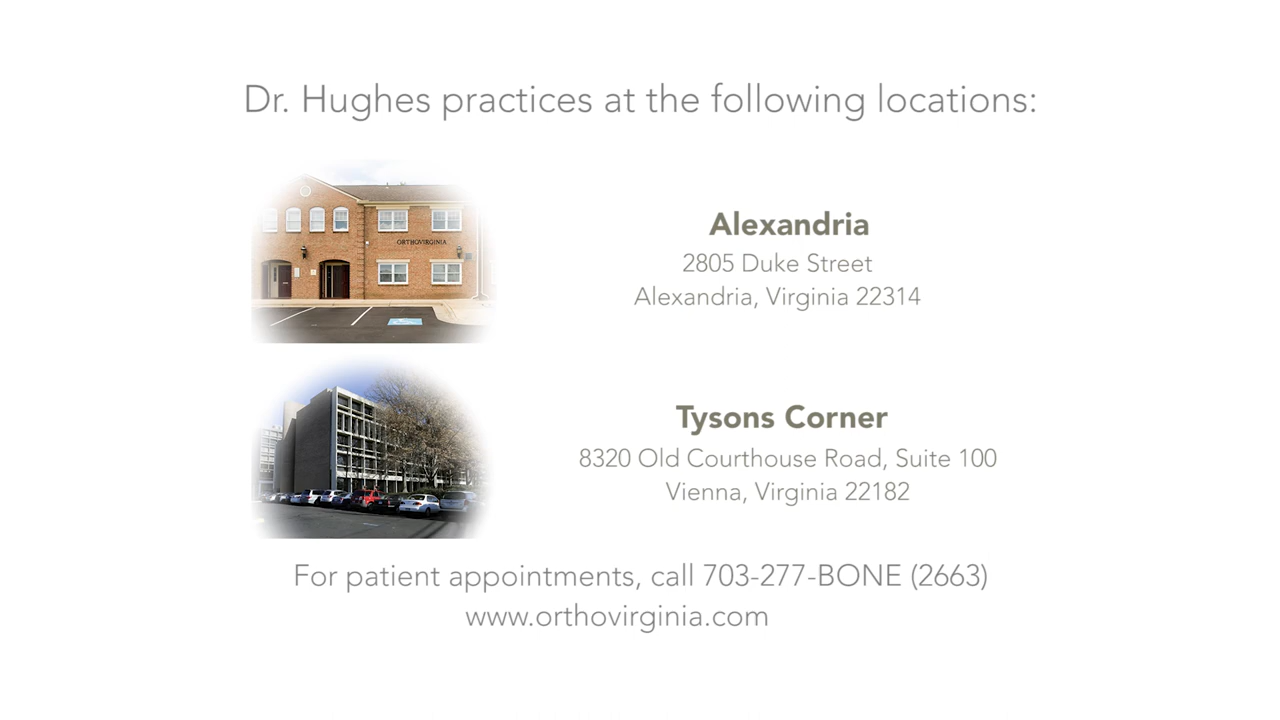 Dr. Hughes practices at the following locations:
ORTHOVIRGINIA
Alexandria
2805 Duke Street
Alexandria, Virginia 22314
Tysons Corner
8320 Old Courthouse Road, Suite 100
Vienna, Virginia 22182
For patient appointments, call 703-277-BONE (2663)
www.orthovirginia.com